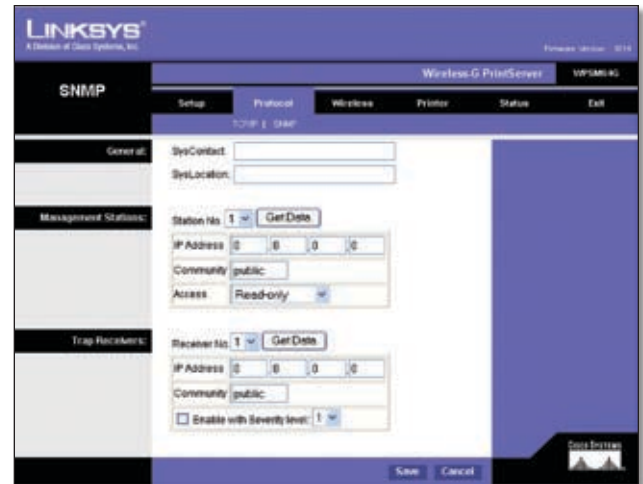 LINKSYS®
A Division of Cisco Systems, Inc.
Firmware Version:
Wireless-G PrintServer
SNMP
Setup Protocol Wireless Printer Status Exit
TCP/IP | SNMP
General:
SysContact:
SysLocation:
Management Stations:
Station No. 1 Get Data
IP Address 0 .0 .0 .0
Community public
Access Read-only
Trap Receivers:
Receiver No. 1 Get Data
IP Address 0 .0 .0 .0
Community public
Enable with Severity level: 1
Save Cancel
Cisco Systems